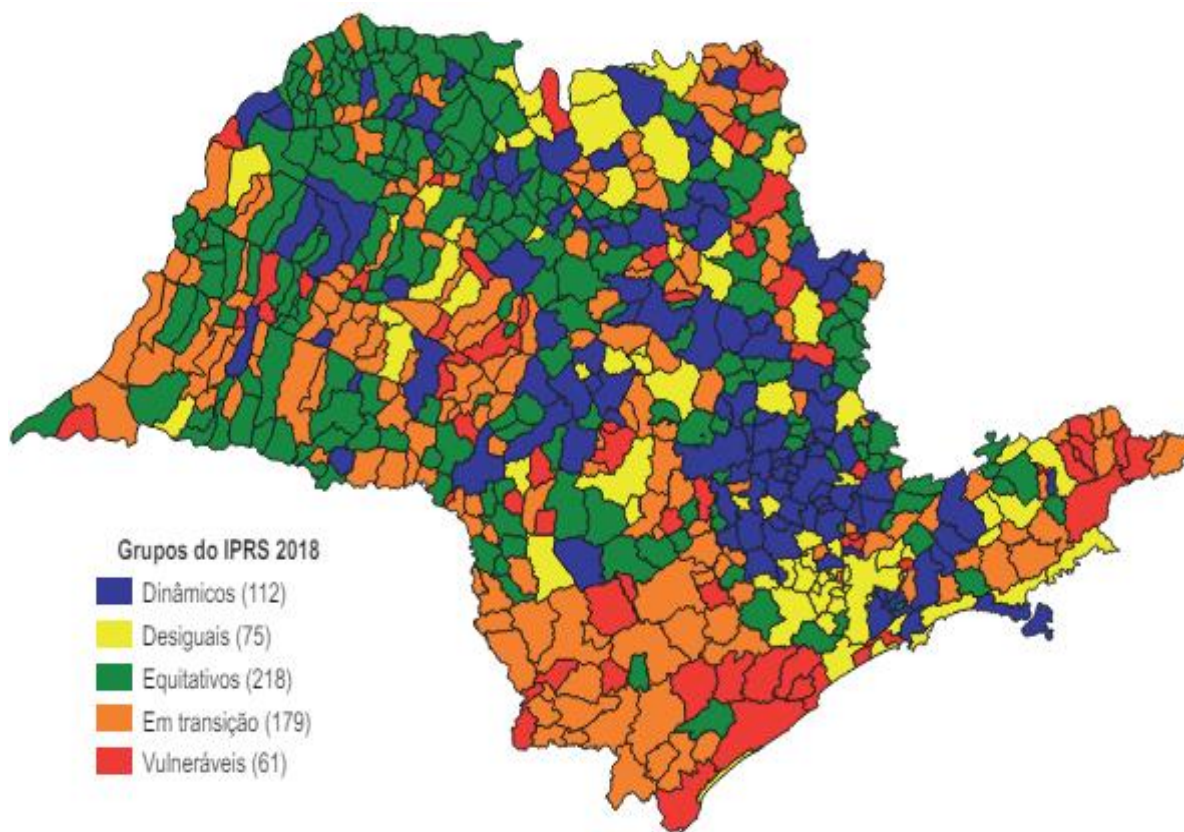 Grupos do IPRS 2018
Dinâmicos (112)
Desiguais (75)
Equitativos (218)
Em transição (179)
Vulneráveis (61)